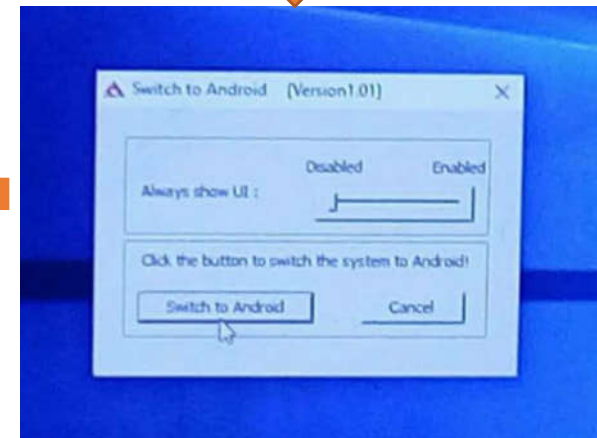 Switch to Android [Version1.01]
Disabled Enabled
Always show UI :
Click the button to switch the system to Android!
Switch to Android Cancel